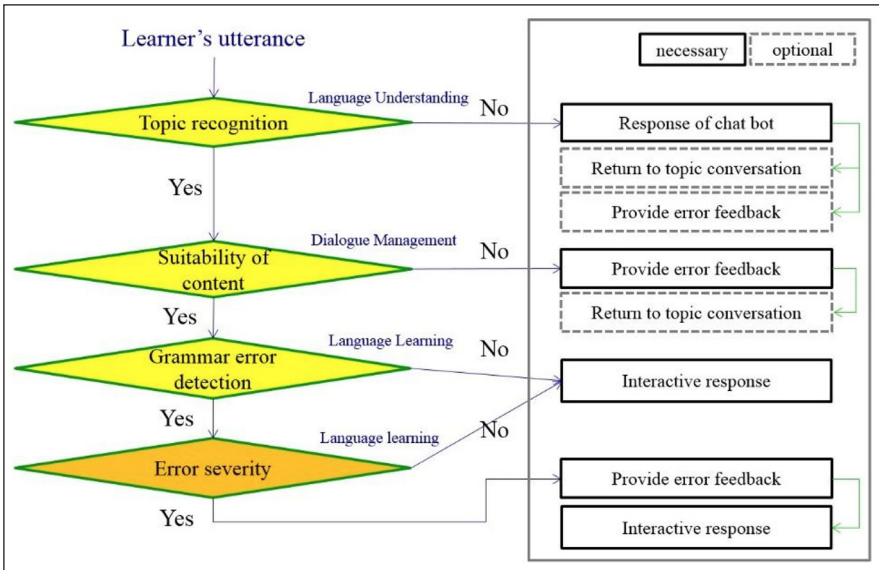 Learner's utterance
necessary
optional
Language Understanding
No
Topic recognition
Response of chat bot
Return to topic conversation
Yes
Provide error feedback
Dialogue Management
No
Suitability of
content
Provide error feedback
Return to topic conversation
Yes
Language Learning
No
Grammar error
detection
Interactive response
Yes
Language learning
No
Error severity
Provide error feedback
Yes
Interactive response